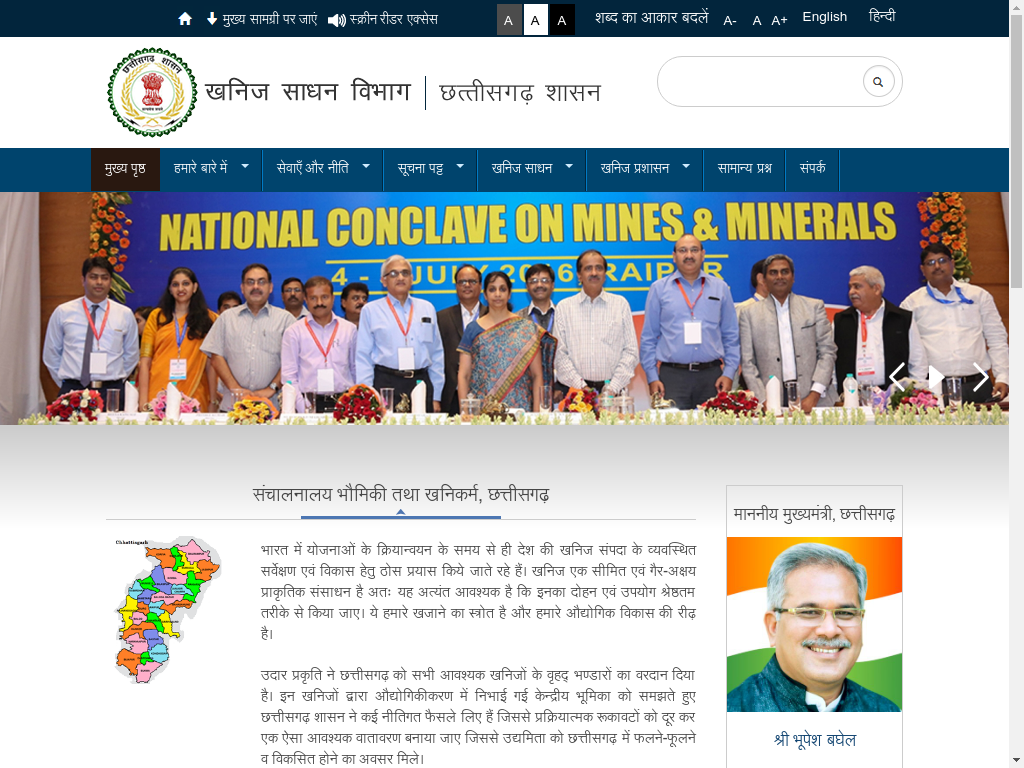 मुख्य सामग्री पर जाएं स्क्रीन रीडर एक्सेस A A A शब्द का आकार बदलें A- A A+ English हिन्दी
छत्तीसगढ़ शासन
खनिज साधन विभाग | छत्तीसगढ़ शासन
मुख्य पृष्ठ हमारे बारे में सेवाएँ और नीति सूचना पट्ट खनिज साधन खनिज प्रशासन सामान्य प्रश्न संपर्क
NATIONAL CONCLAVE ON MINES & MINERALS
JULY 2016, RAIPUR
संचालनालय भौमिकी तथा खनिकर्म, छत्तीसगढ़
Chhattisgarh
भारत में योजनाओं के क्रियान्वयन के समय से ही देश की खनिज संपदा के व्यवस्थित
सर्वेक्षण एवं विकास हेतु ठोस प्रयास किये जाते रहे हैं। खनिज एक सीमित एवं गैर-अक्षय
प्राकृतिक संसाधन है अतः यह अत्यंत आवश्यक है कि इनका दोहन एवं उपयोग श्रेष्ठतम
तरीके से किया जाए। ये हमारे खजाने का स्त्रोत है और हमारे औद्योगिक विकास की रीढ़
है।
उदार प्रकृति ने छत्तीसगढ़ को सभी आवश्यक खनिजों के वृहद् भण्डारों का वरदान दिया
है। इन खनिजों द्वारा औद्योगिकीकरण में निभाई गई केन्द्रीय भूमिका को समझते हुए
छत्तीसगढ़ शासन ने कई नीतिगत फैसले लिए हैं जिससे प्रक्रियात्मक रूकावटों को दूर कर
एक ऐसा आवश्यक वातावरण बनाया जाए जिससे उद्यमिता को छत्तीसगढ़ में फलने-फूलने
व विकसित होने का अवसर मिले।
माननीय मुख्यमंत्री, छत्तीसगढ़
श्री भूपेश बघेल